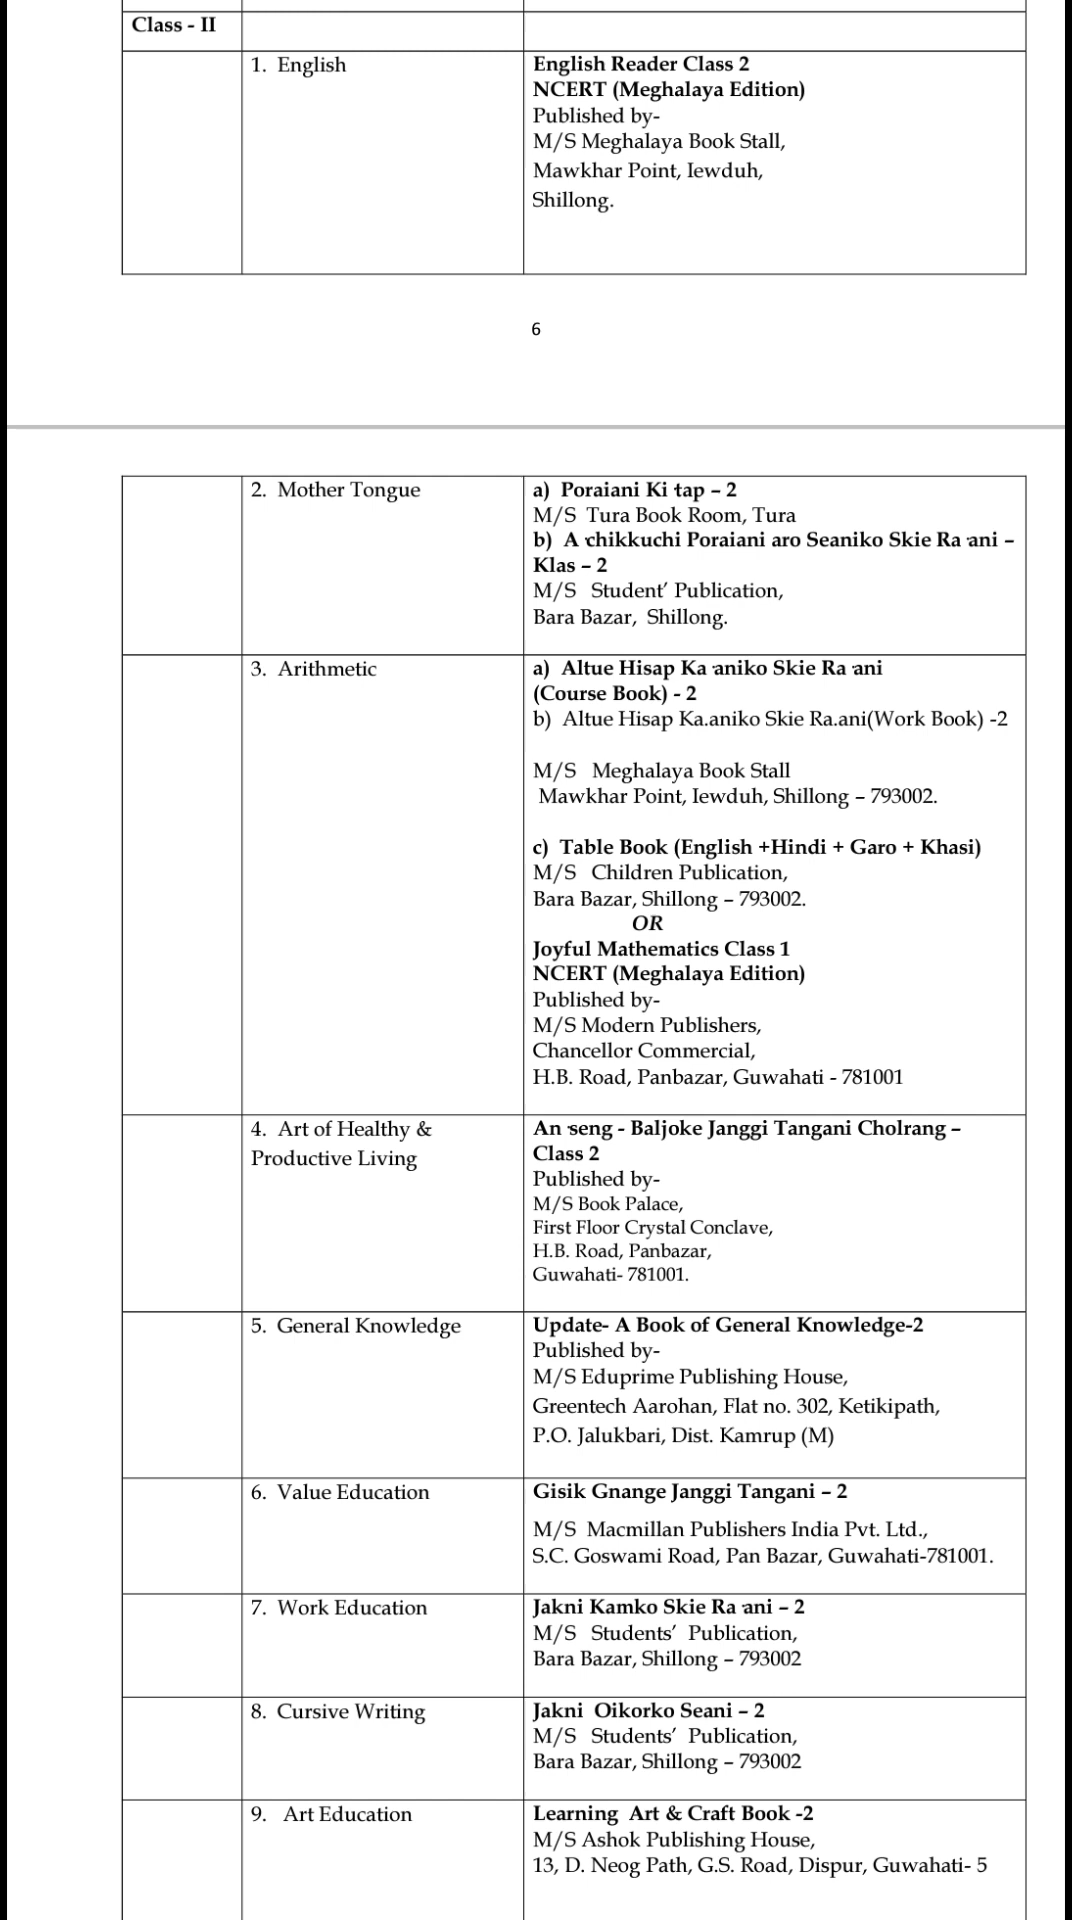 Class - II
1. English
English Reader Class 2
NCERT (Meghalaya Edition)
Published by-
M/S Meghalaya Book Stall,
Mawkhar Point, Iewduh,
Shillong.
6
2. Mother Tongue
a) Poraiani Ki·tap – 2
M/S Tura Book Room, Tura
b) A·chikkuchi Poraiani aro Seaniko Skie Ra·ani –
Klas – 2
M/S Student' Publication,
Bara Bazar, Shillong.
3. Arithmetic
a) Altue Hisap Ka·aniko Skie Ra·ani
(Course Book) - 2
b) Altue Hisap Ka.aniko Skie Ra.ani(Work Book) -2
M/S Meghalaya Book Stall
Mawkhar Point, Iewduh, Shillong – 793002.
c) Table Book (English +Hindi + Garo + Khasi)
M/S Children Publication,
Bara Bazar, Shillong – 793002.
OR
Joyful Mathematics Class 1
NCERT (Meghalaya Edition)
Published by-
M/S Modern Publishers,
Chancellor Commercial,
H.B. Road, Panbazar, Guwahati - 781001
4. Art of Healthy &
Productive Living
An·seng - Baljoke Janggi Tangani Cholrang –
Class 2
Published by-
M/S Book Palace,
First Floor Crystal Conclave,
H.B. Road, Panbazar,
Guwahati- 781001.
5. General Knowledge
Update- A Book of General Knowledge-2
Published by-
M/S Eduprime Publishing House,
Greentech Aarohan, Flat no. 302, Ketikipath,
P.O. Jalukbari, Dist. Kamrup (M)
6. Value Education
Gisik Gnange Janggi Tangani – 2
M/S Macmillan Publishers India Pvt. Ltd.,
S.C. Goswami Road, Pan Bazar, Guwahati-781001.
7. Work Education
Jakni Kamko Skie Ra·ani – 2
M/S Students' Publication,
Bara Bazar, Shillong – 793002
8. Cursive Writing
Jakni Oikorko Seani – 2
M/S Students' Publication,
Bara Bazar, Shillong – 793002
9. Art Education
Learning Art & Craft Book -2
M/S Ashok Publishing House,
13, D. Neog Path, G.S. Road, Dispur, Guwahati- 5